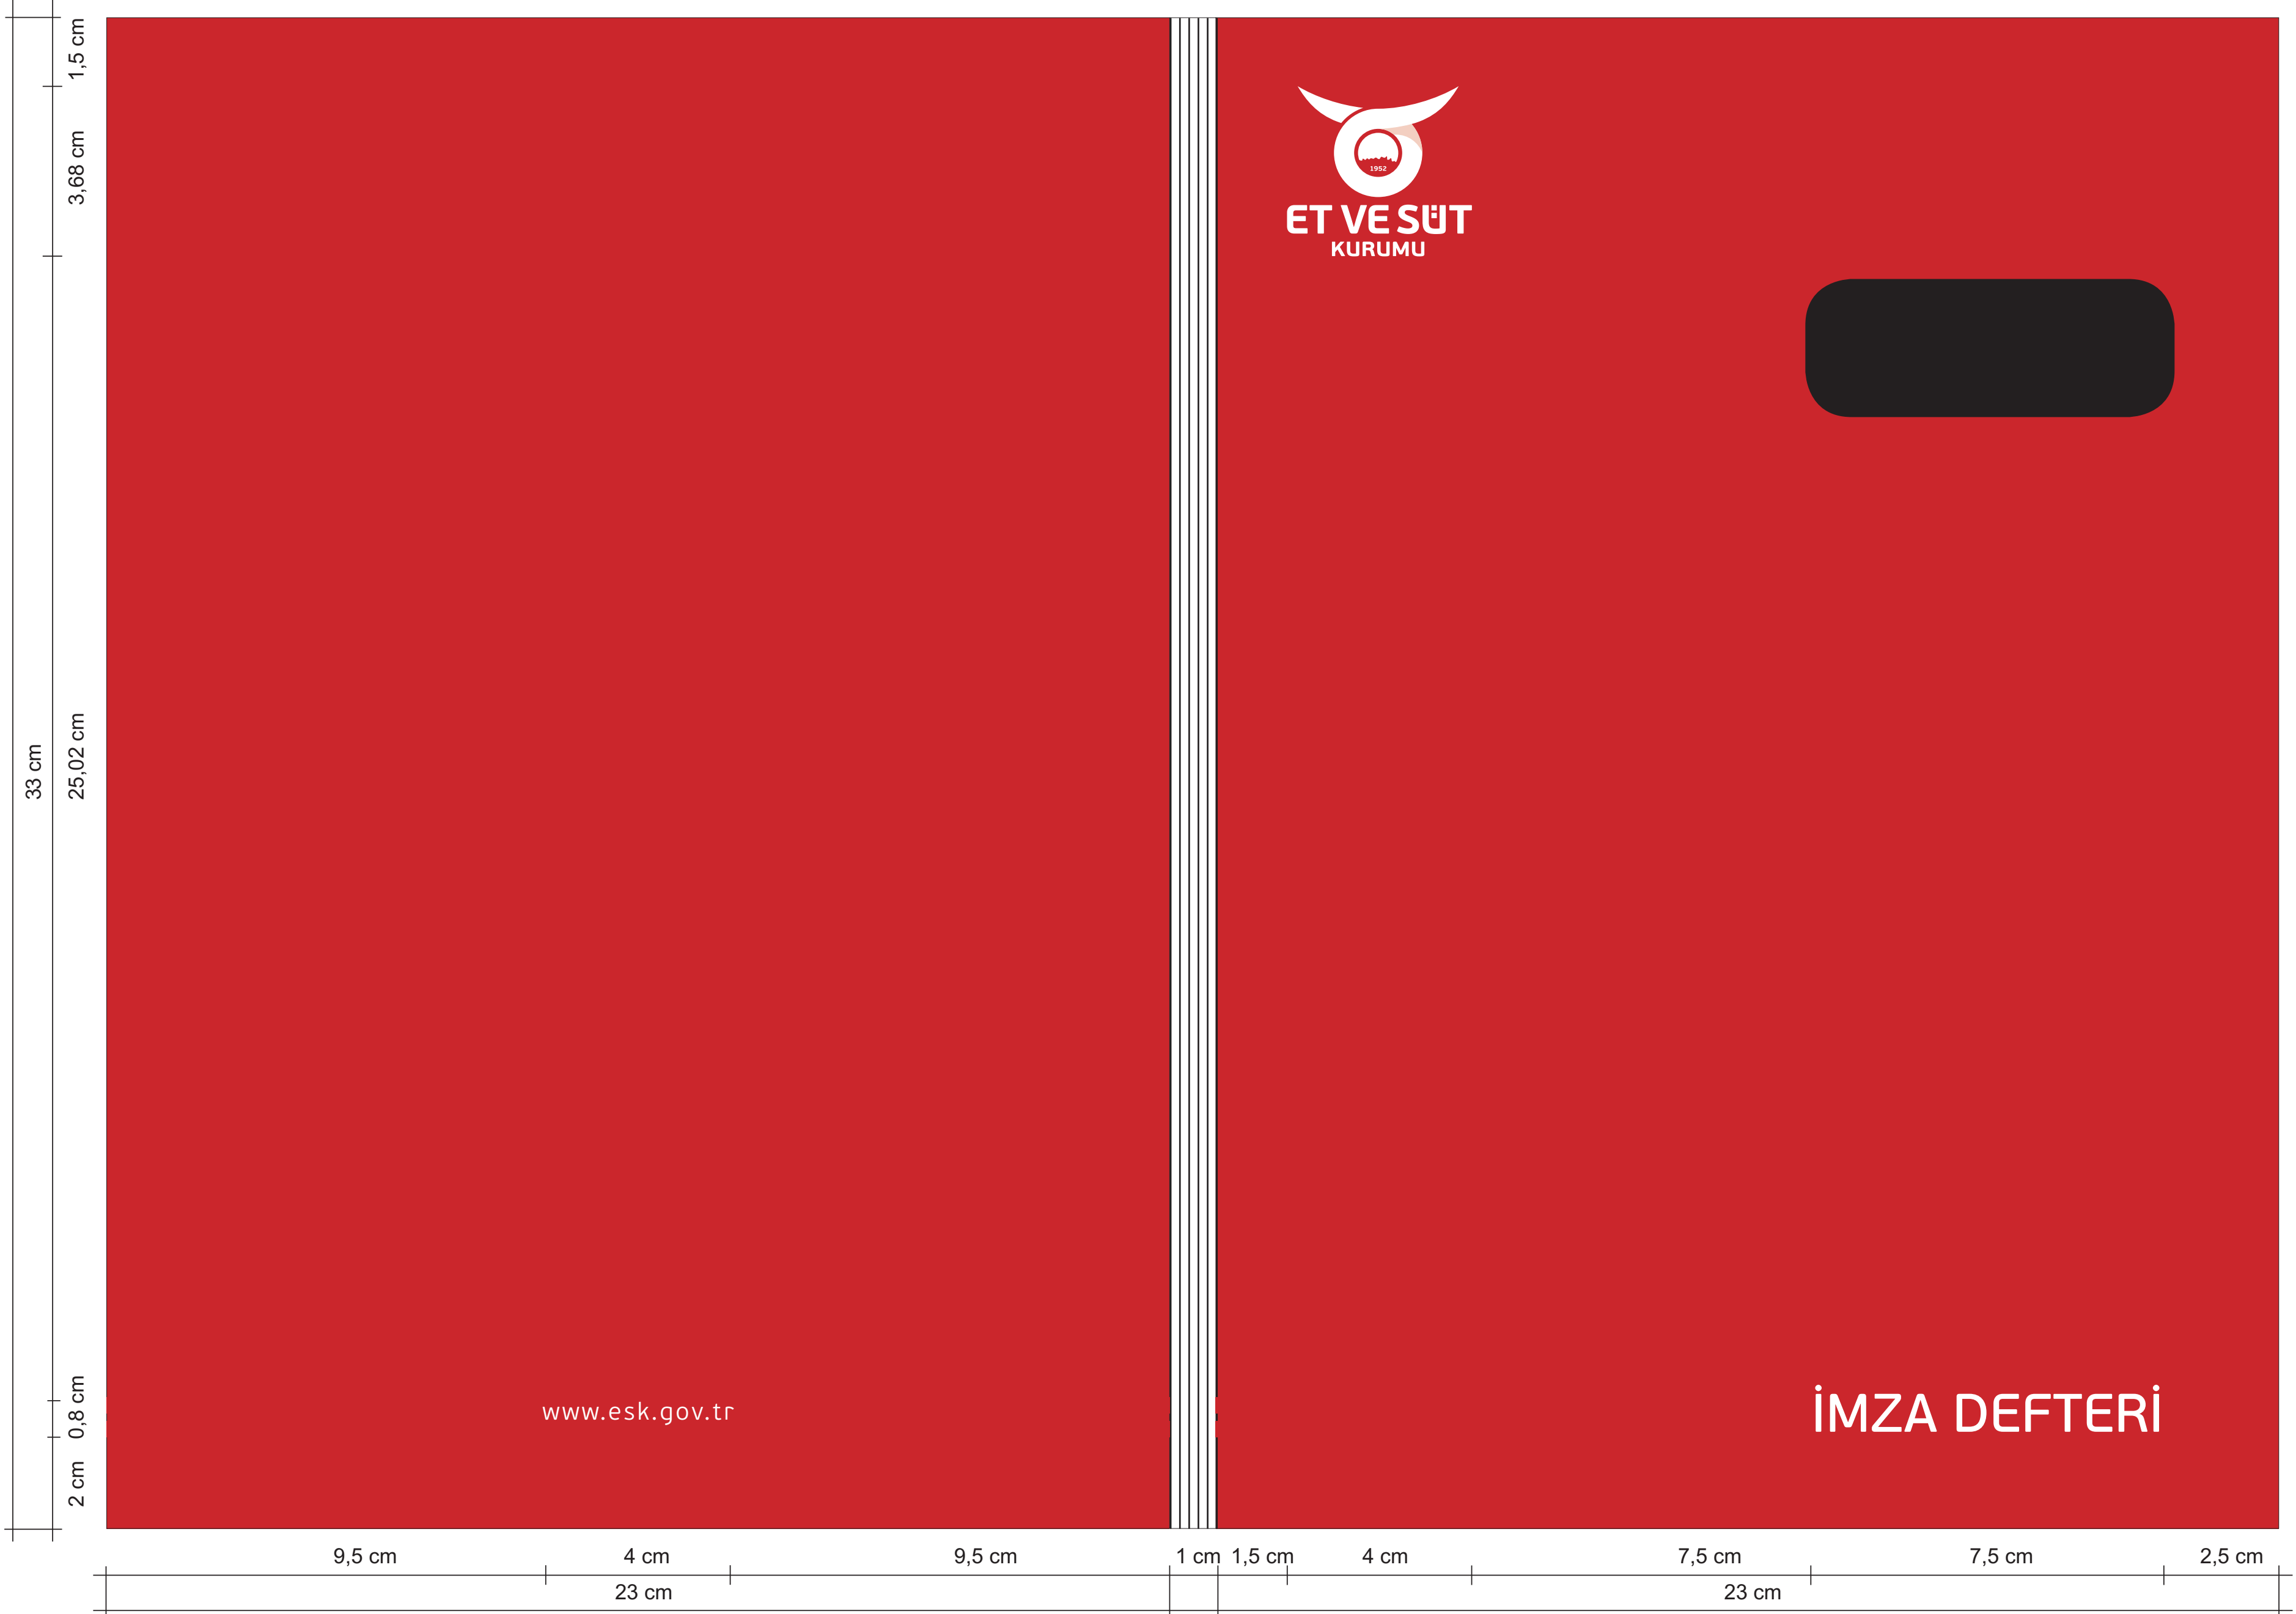 1,5 cm
3,68 cm
33 cm
25,02 cm
0,8 cm
2 cm
1952
ET VE SÜT
KURUMU
www.esk.gov.tr
İMZA DEFTERİ
9,5 cm 4 cm 9,5 cm 1 cm 1,5 cm 4 cm 7,5 cm 7,5 cm 2,5 cm
23 cm 23 cm